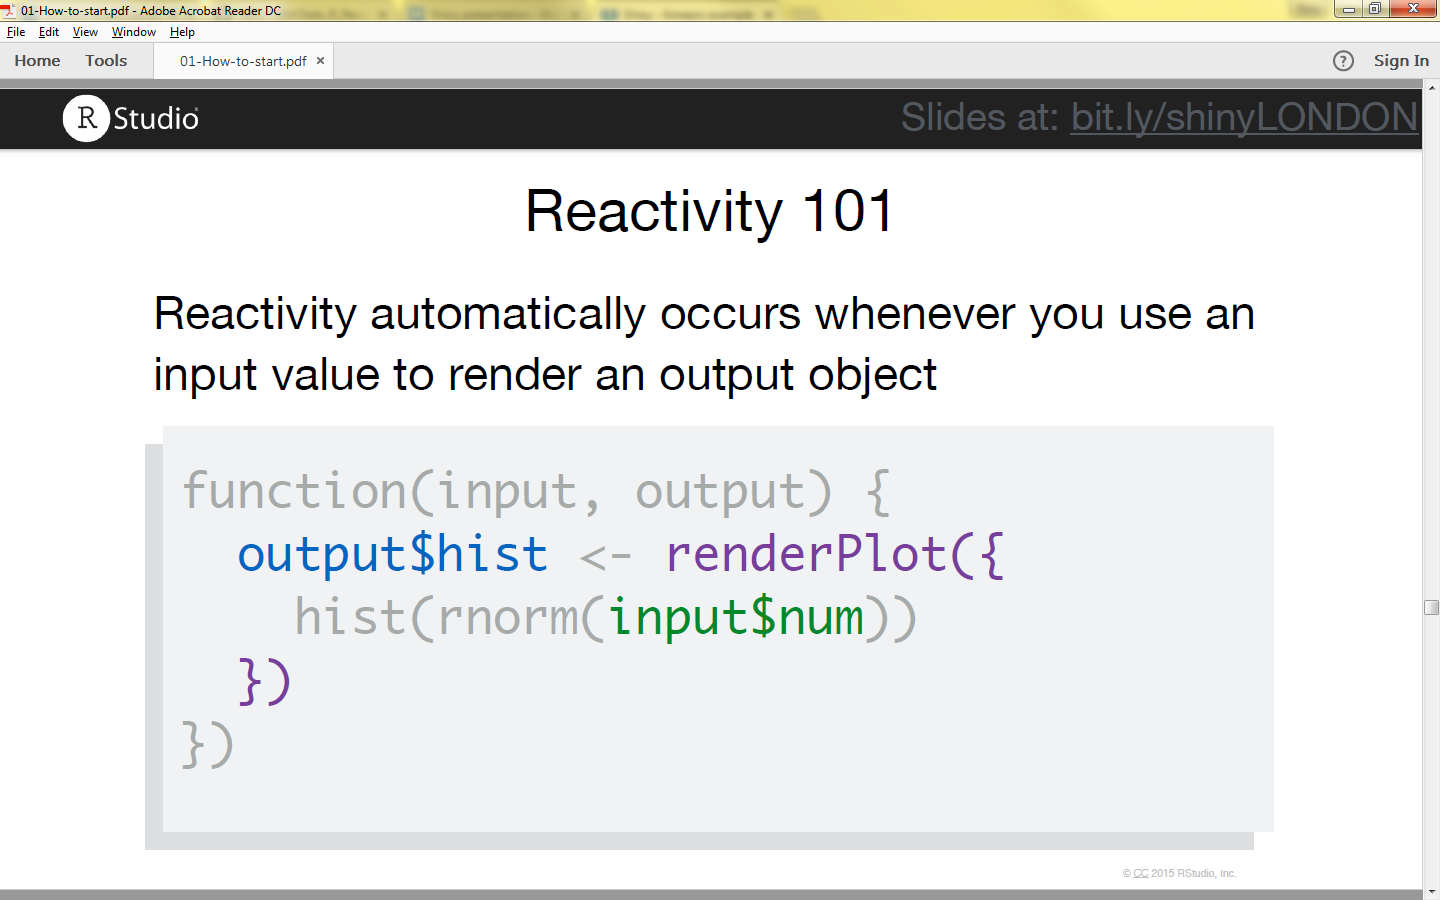 01-How-to-start.pdf - Adobe Acrobat Reader DC
File Edit View Window Help
Home Tools 01-How-to-start.pdf × ? Sign In
R Studio
Slides at: bit.ly/shinyLONDON
Reactivity 101
Reactivity automatically occurs whenever you use an
input value to render an output object
function(input, output) {
output$hist <- renderPlot({
hist(rnorm(input$num))
})
})
© CC 2015 RStudio, Inc.